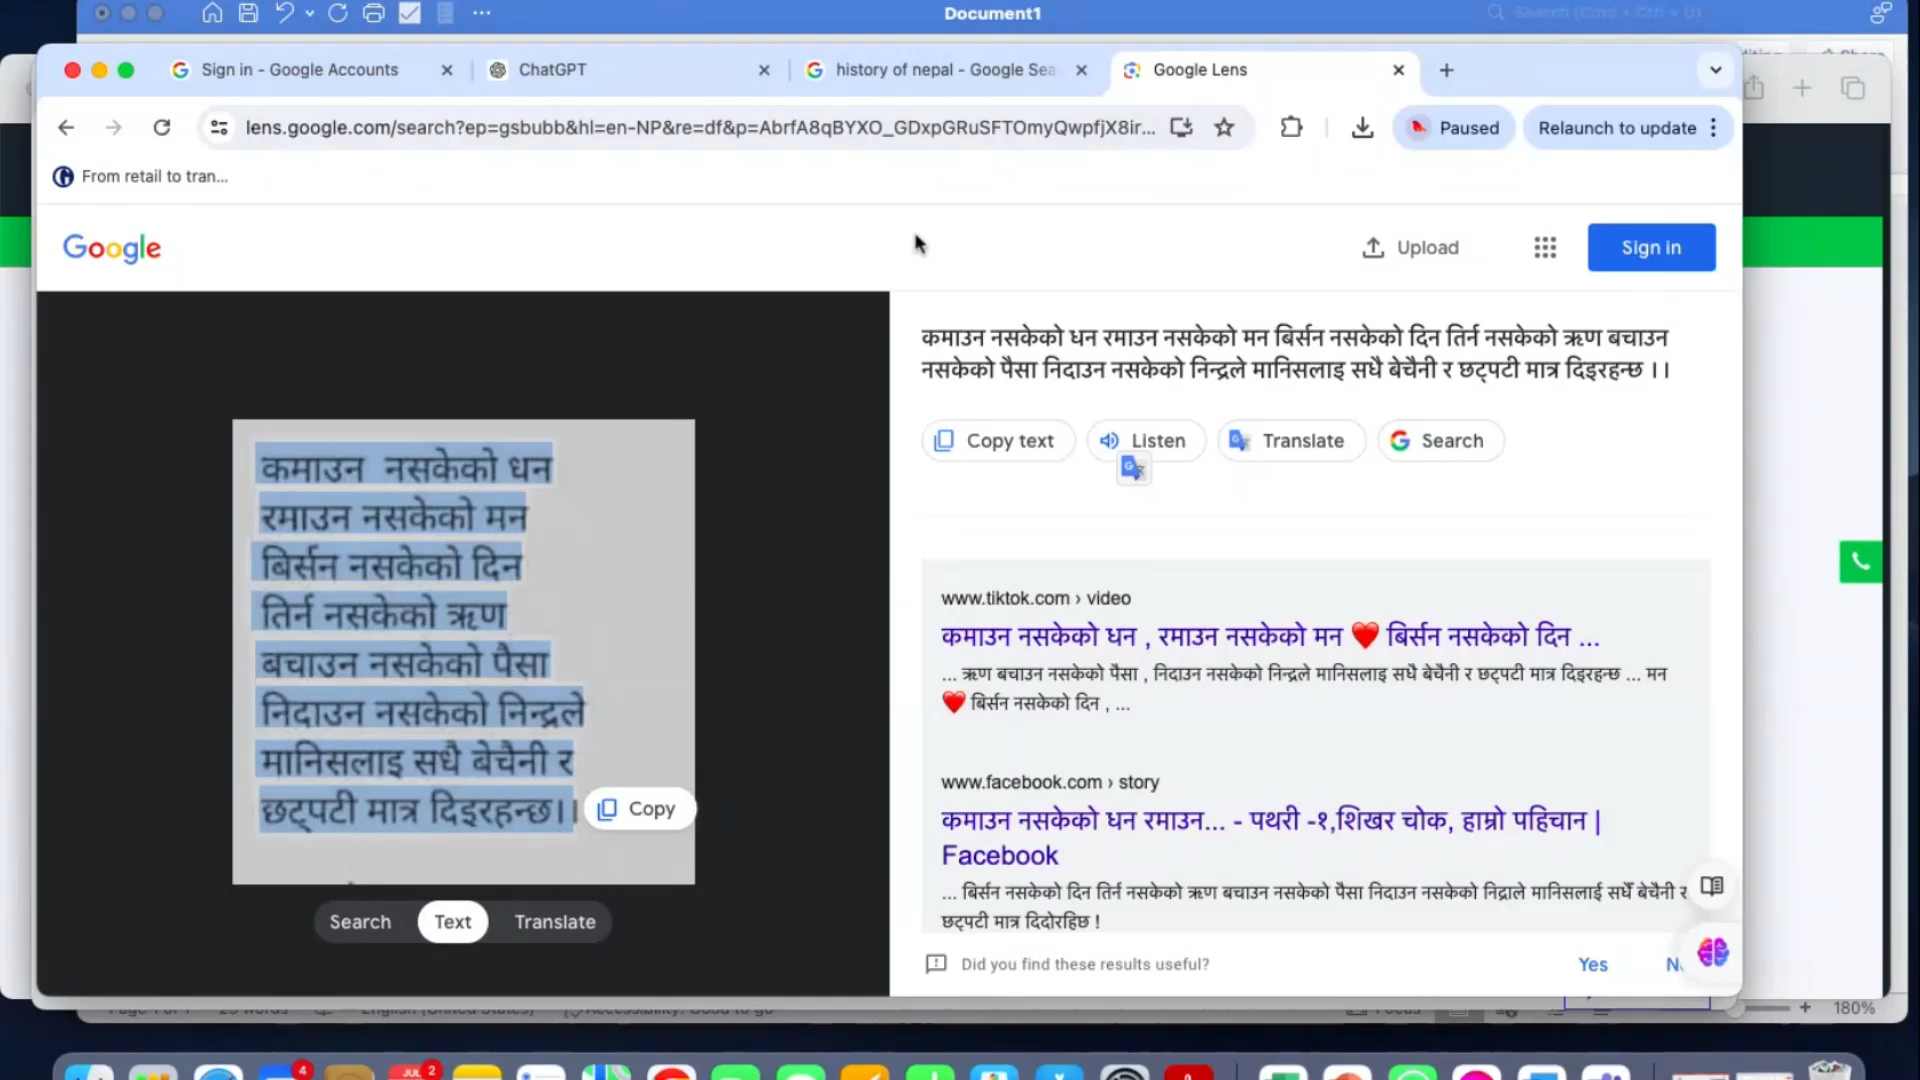 Document1
Search (Cmd + Ctrl + U)
Sign in - Google Accounts
ChatGPT
history of nepal - Google Sea
Google Lens
lens.google.com/search?ep=gsbubb&hl=en-NP&re=df&p=AbrfA8qBYXO_GDxpGRuSFTOmyQwpfjX8ir...
Paused
Relaunch to update
From retail to tran...
Google
Upload
Sign in
कमाउन नसकेको धन रमाउन नसकेको मन बिर्सन नसकेको दिन तिर्न नसकेको ऋण बचाउन
नसकेको पैसा निदाउन नसकेको निन्द्रले मानिसलाइ सधै बेचैनी र छट्पटी मात्र दिइरहन्छ ।।
Copy text
Listen
Translate
Search
कमाउन नसकेको धन
रमाउन नसकेको मन
बिर्सन नसकेको दिन
तिर्न नसकेको ऋण
बचाउन नसकेको पैसा
निदाउन नसकेको निन्द्रले
मानिसलाइ सधै बेचैनी र
छट्पटी मात्र दिइरहन्छ।।
Copy
Search
Text
Translate
www.tiktok.com › video
कमाउन नसकेको धन , रमाउन नसकेको मन ❤️ बिर्सन नसकेको दिन ...
... ऋण बचाउन नसकेको पैसा , निदाउन नसकेको निन्द्रले मानिसलाइ सधै बेचैनी र छट्पटी मात्र दिइरहन्छ ... मन
❤️ बिर्सन नसकेको दिन , ...
www.facebook.com › story
कमाउन नसकेको धन रमाउन... - पथरी -१,शिखर चोक, हाम्रो पहिचान |
Facebook
... बिर्सन नसकेको दिन तिर्न नसकेको ऋण बचाउन नसकेको पैसा निदाउन नसकेको निद्राले मानिसलाई सधैँ बेचैनी र
छट्पटी मात्र दिदोरहिछ !
Did you find these results useful?
Yes
180%
4
JUL 2